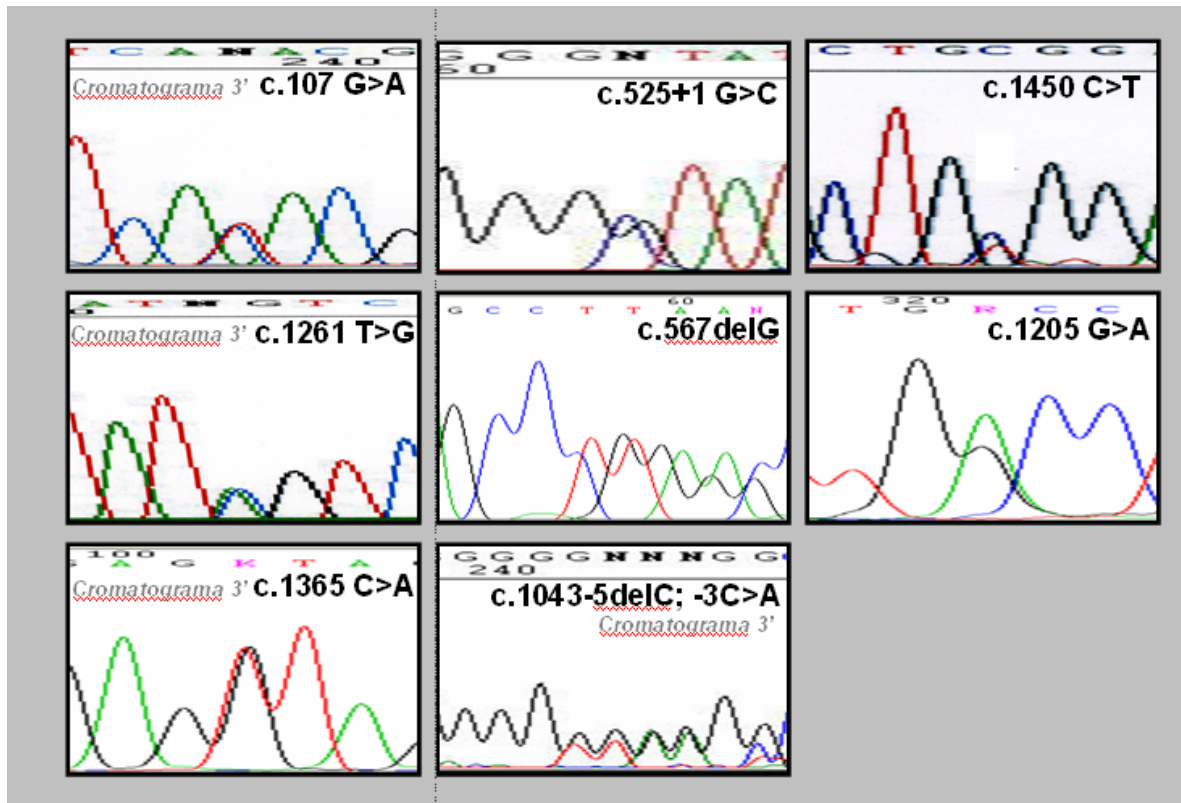 T C A N A C G
240
Cromatograma 3' c.107 G>A
G G G N T A T
60
c.525+1 G>C
C T G C G G
c.1450 C>T
A T N G T C
Cromatograma 3' c.1261 T>G
60
G C C T T A A N
c.567delG
320
T G R C C
c.1205 G>A
100
A G K T A
Cromatograma 3' c.1365 C>A
G G G G G N N N G G
240
c.1043-5delC; -3C>A
Cromatograma 3'